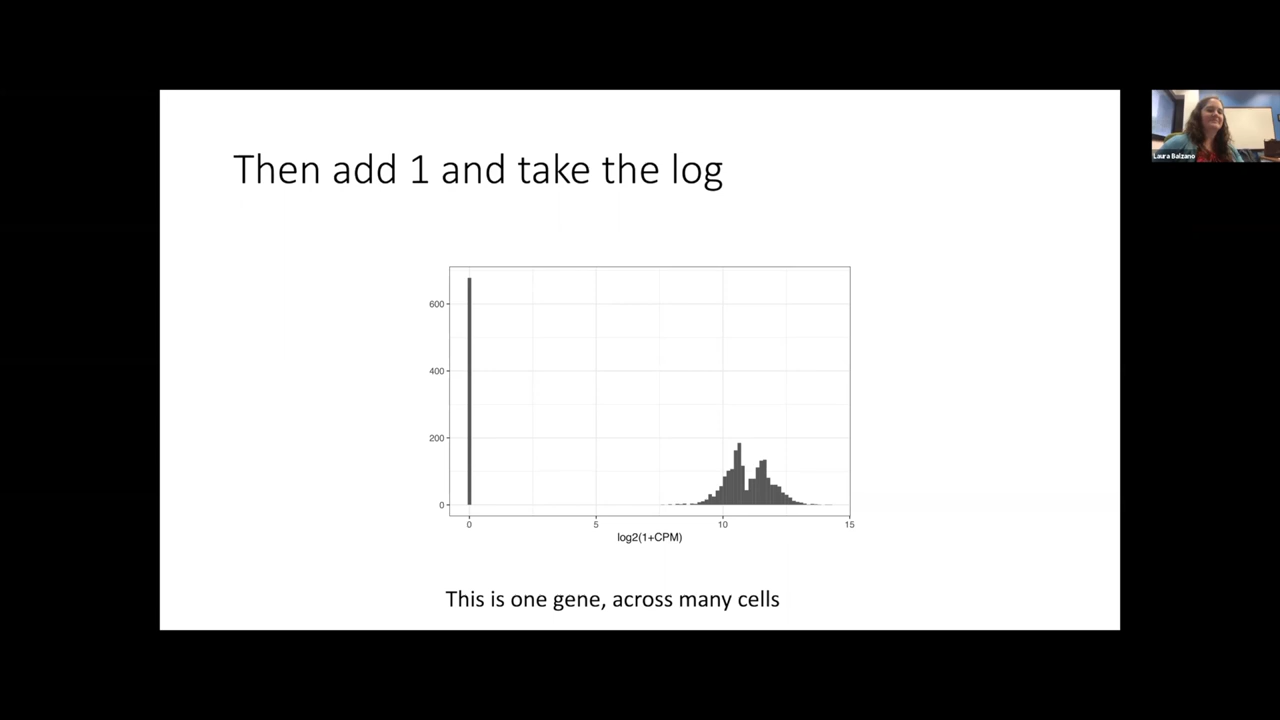 Then add 1 and take the log
600
400
200
0
0 5 10 15
log2(1+CPM)
This is one gene, across many cells
Laura Balzano